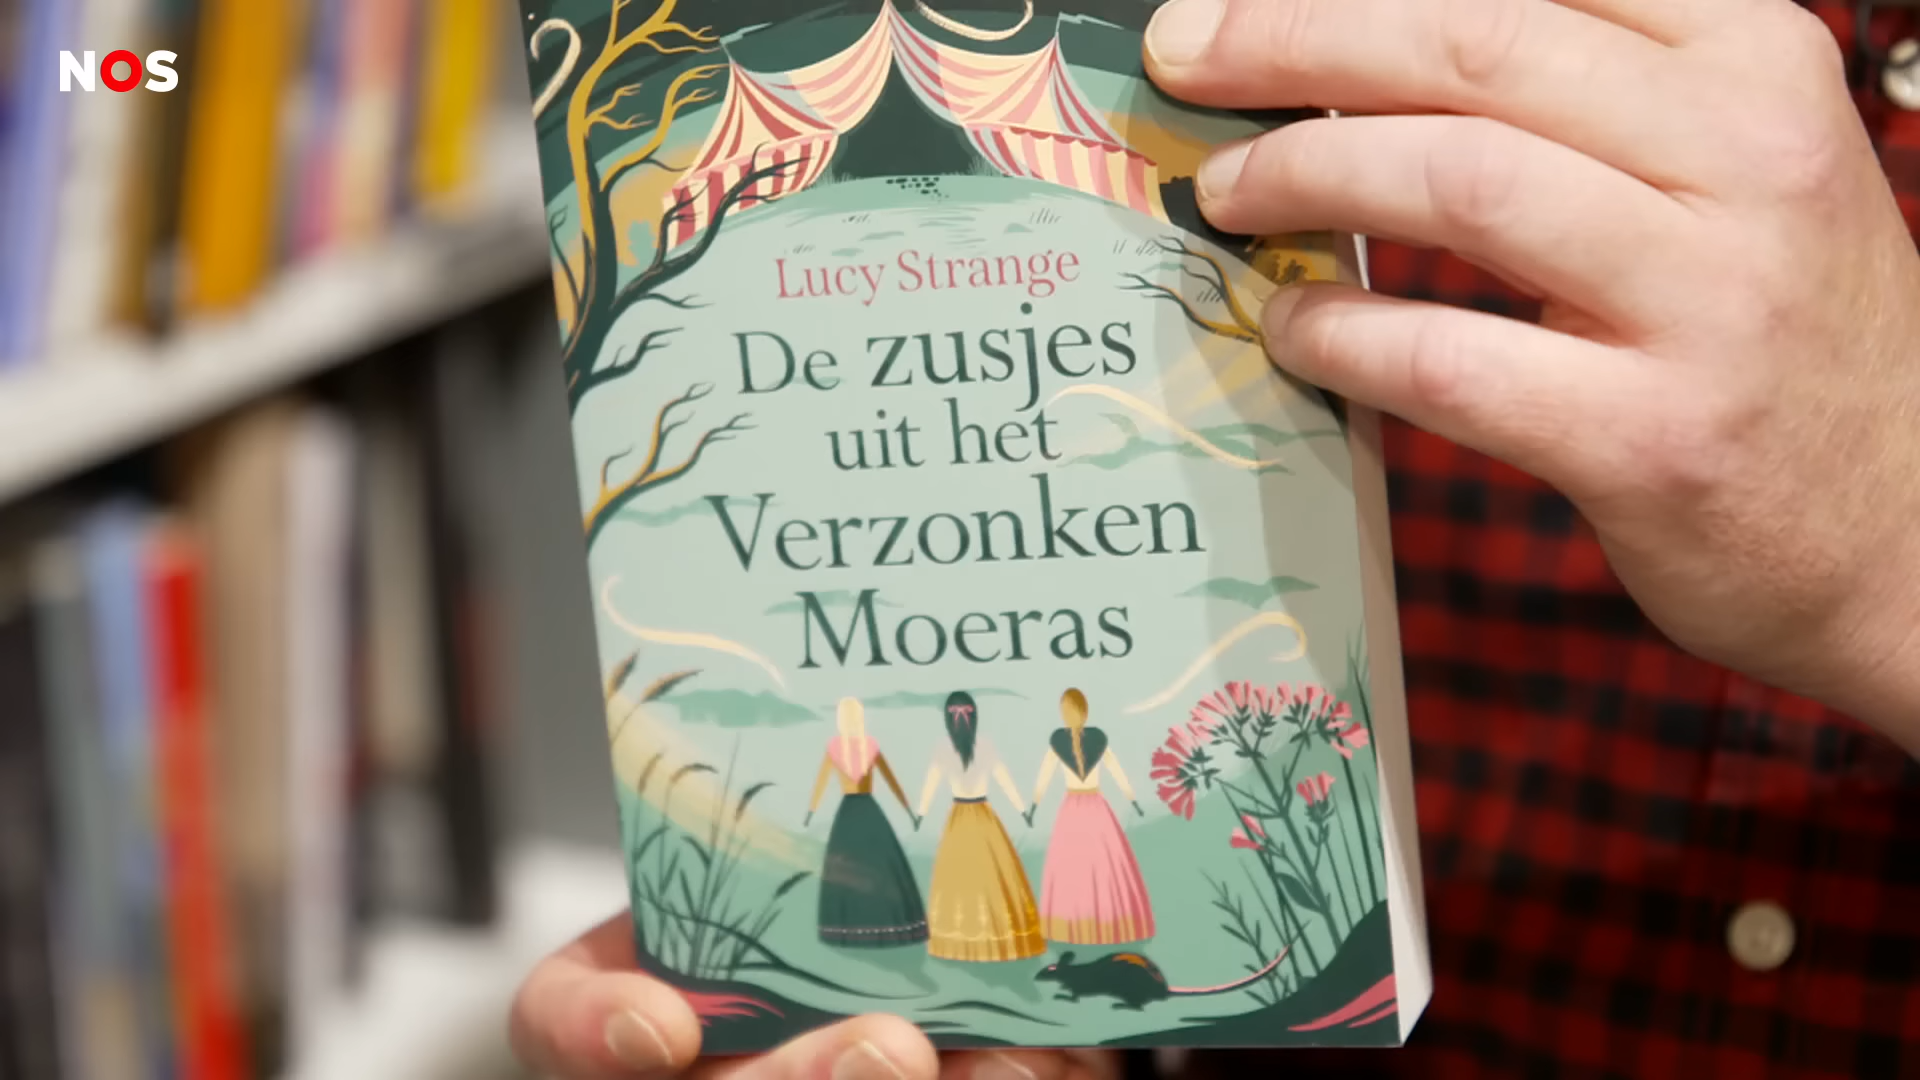 NOS
Lucy Strange
De zusjes
uit het
Verzonken
Moeras